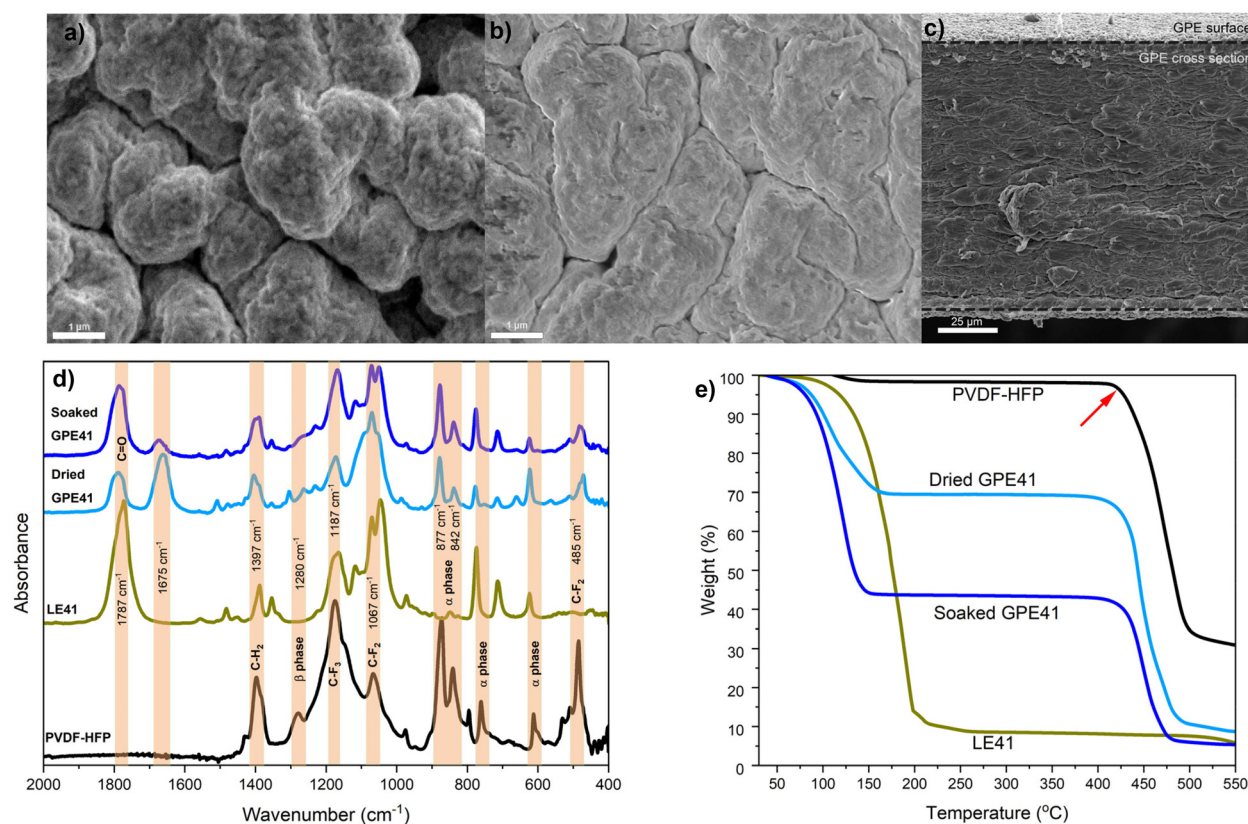 a)
1 µm
b)
1 µm
c)
GPE surface
GPE cross section
25 µm
d)
Soaked
GPE41
Dried
GPE41
LE41
PVDF-HFP
C=O
1787 cm⁻¹
1675 cm⁻¹
1397 cm⁻¹
C-H₂
1280 cm⁻¹
β phase
1187 cm⁻¹
C-F₃
1067 cm⁻¹
C-F₂
877 cm⁻¹
842 cm⁻¹
α phase
α phase
α phase
485 cm⁻¹
C-F₂
Absorbance
2000 1800 1600 1400 1200 1000 800 600 400
Wavenumber (cm⁻¹)
e)
PVDF-HFP
Dried GPE41
Soaked GPE41
LE41
Weight (%)
100
90
80
70
60
50
40
30
20
10
0
50 100 150 200 250 300 350 400 450 500 550
Temperature (°C)